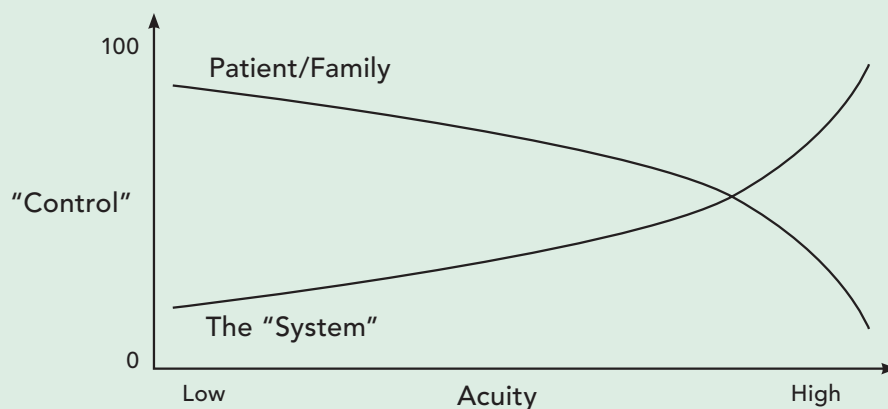 100
Patient/Family
“Control”
The “System”
0
Low
Acuity
High